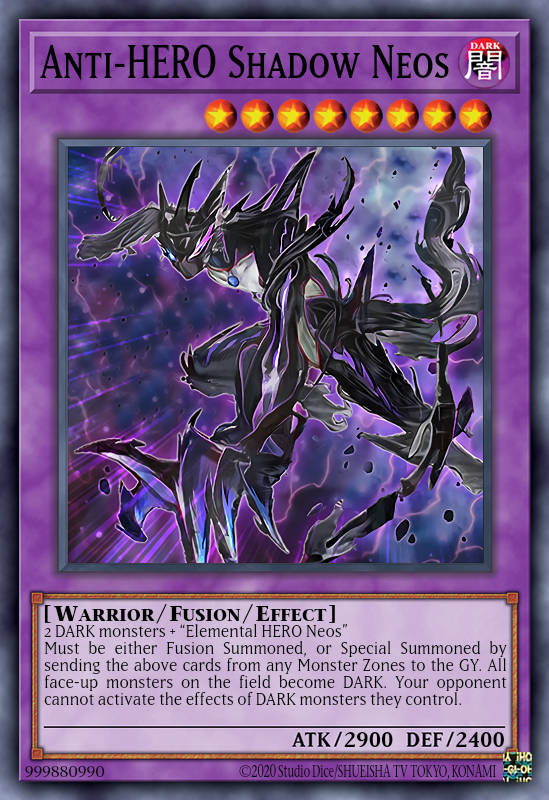 Anti-HERO Shadow Neos
DARK
闇
[Warrior/Fusion/Effect]
2 DARK monsters + “Elemental HERO Neos”
Must be either Fusion Summoned, or Special Summoned by
sending the above cards from any Monster Zones to the GY. All
face-up monsters on the field become DARK. Your opponent
cannot activate the effects of DARK monsters they control.
ATK/2900 DEF/2400
999880990
©2020 Studio Dice/SHUEISHA TV TOKYO, KONAMI